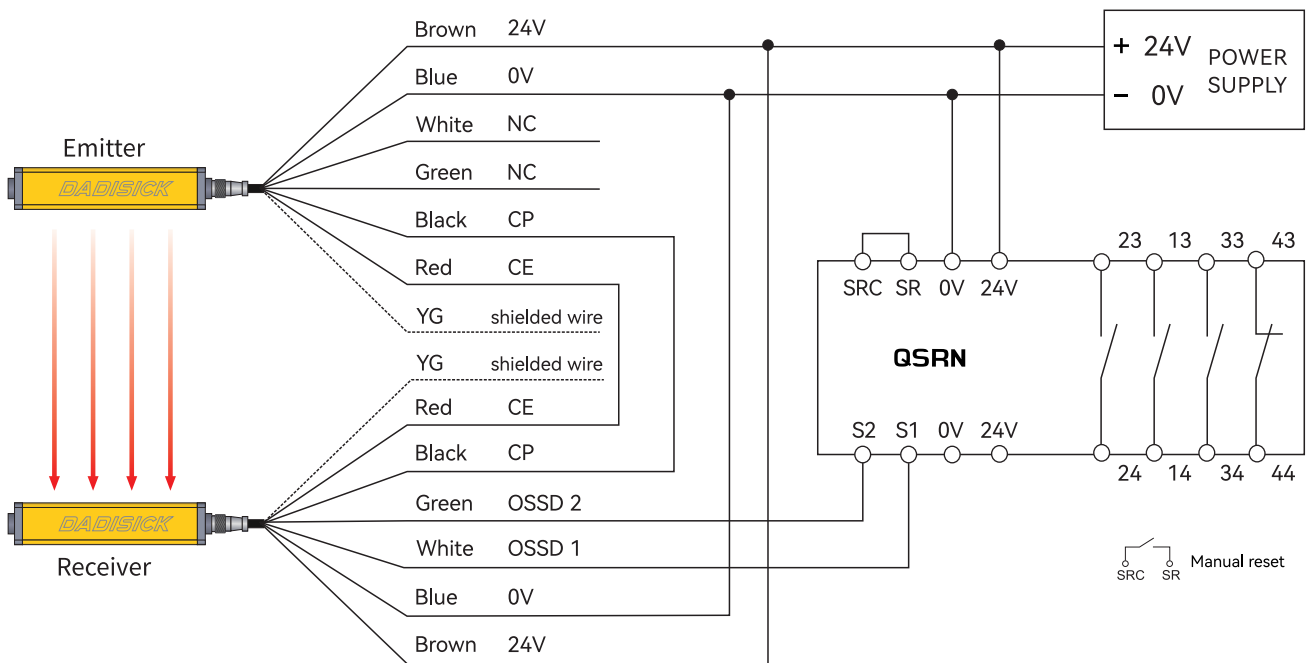 Brown 24V
Blue 0V
White NC
Green NC
Black CP
Red CE
YG shielded wire
YG shielded wire
Red CE
Black CP
Green OSSD 2
White OSSD 1
Blue 0V
Brown 24V
Emitter
DADISICK
DADISICK
Receiver
+ 24V
- 0V
POWER
SUPPLY
23 13 33 43
SRC SR 0V 24V
QSRN
S2 S1 0V 24V
24 14 34 44
SRC SR Manual reset